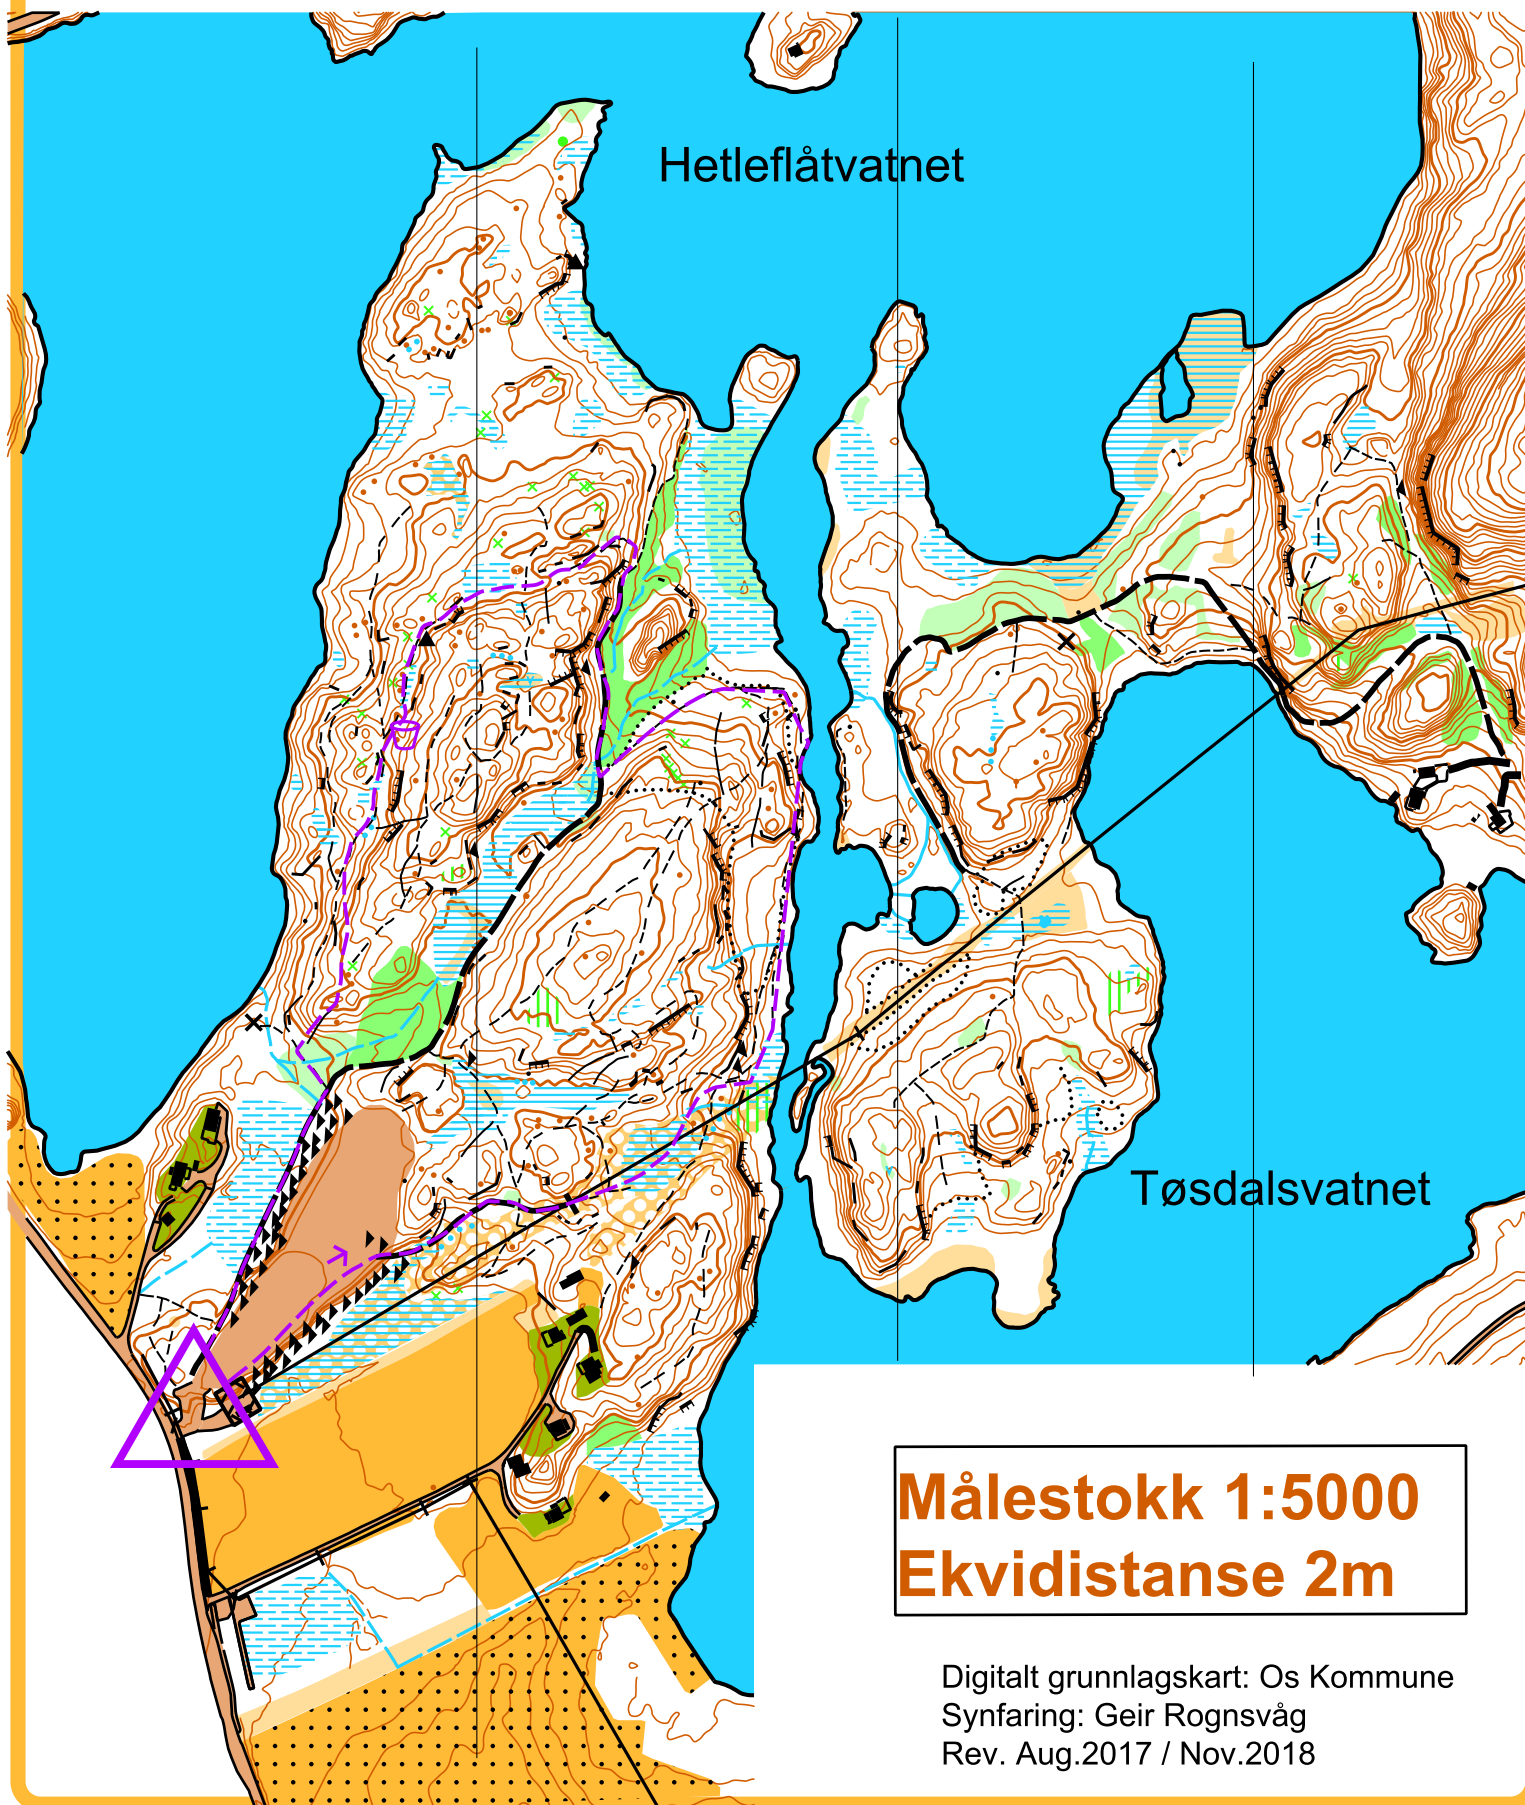 Hetleflåtvatnet
Tøsdalsvatnet
Målestokk 1:5000
Ekvidistanse 2m
Digitalt grunnlagskart: Os Kommune
Synfaring: Geir Rognsvåg
Rev. Aug.2017 / Nov.2018